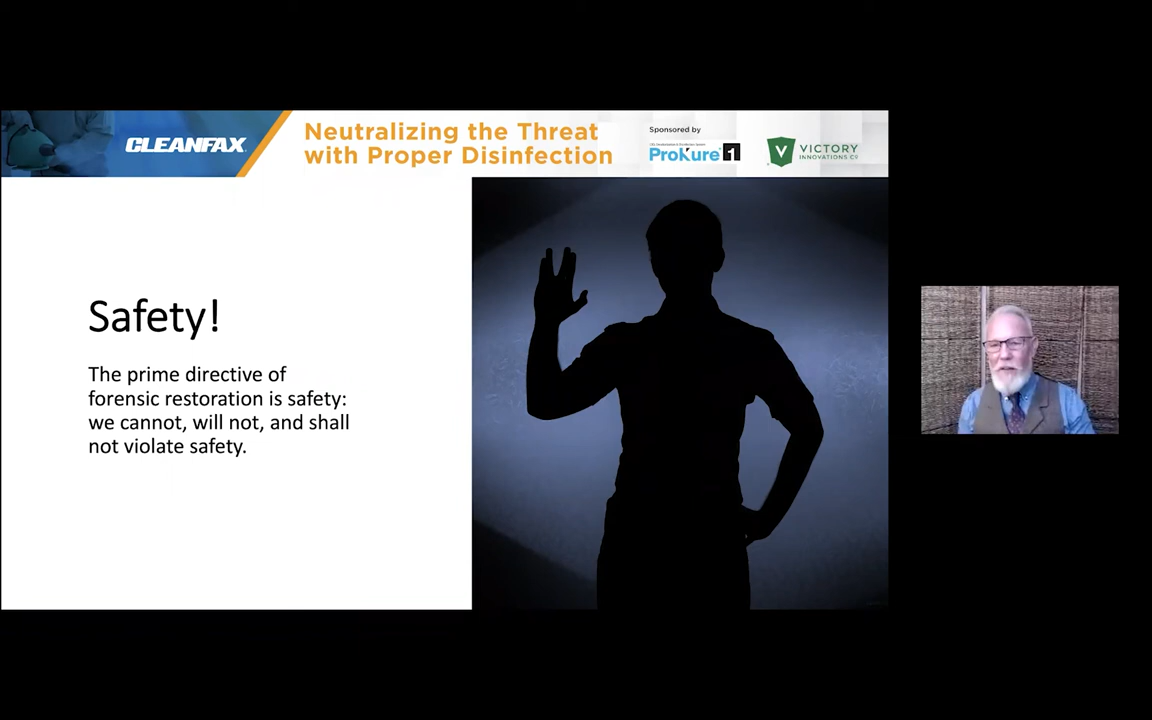 CLEANFAX
Neutralizing the Threat
with Proper Disinfection
Sponsored by
ProKure 1
VICTORY
INNOVATIONS CO
Safety!
The prime directive of
forensic restoration is safety:
we cannot, will not, and shall
not violate safety.